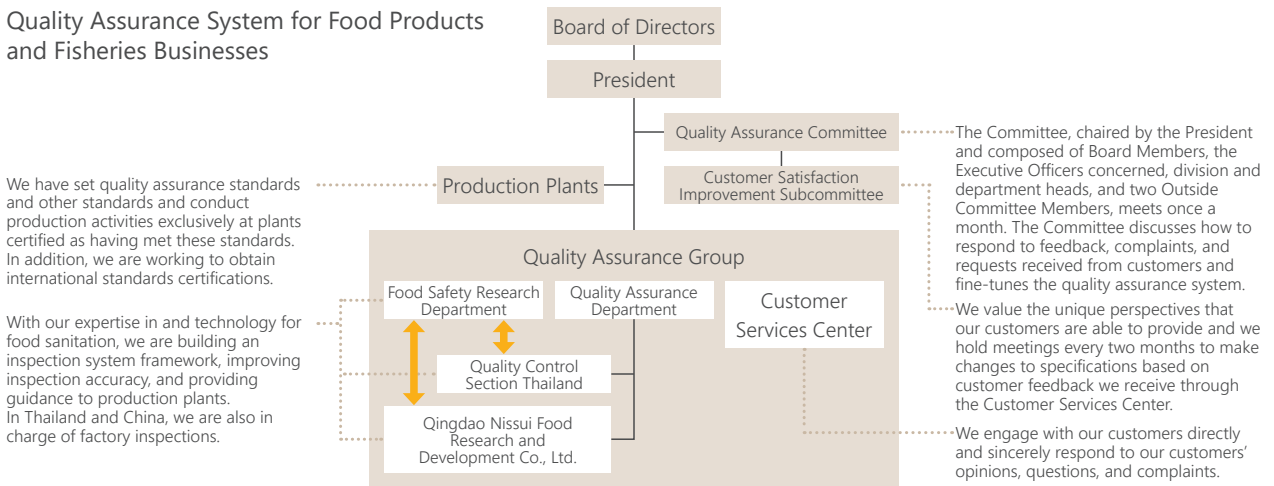 Quality Assurance System for Food Products
and Fisheries Businesses
Board of Directors
President
Quality Assurance Committee
Customer Satisfaction
Improvement Subcommittee
Production Plants
We have set quality assurance standards
and other standards and conduct
production activities exclusively at plants
certified as having met these standards.
In addition, we are working to obtain
international standards certifications.
With our expertise in and technology for
food sanitation, we are building an
inspection system framework, improving
inspection accuracy, and providing
guidance to production plants.
In Thailand and China, we are also in
charge of factory inspections.
Quality Assurance Group
Food Safety Research
Department
Quality Assurance
Department
Customer
Services Center
Quality Control
Section Thailand
Qingdao Nissui Food
Research and
Development Co., Ltd.
The Committee, chaired by the President
and composed of Board Members, the
Executive Officers concerned, division and
department heads, and two Outside
Committee Members, meets once a
month. The Committee discusses how to
respond to feedback, complaints, and
requests received from customers and
fine-tunes the quality assurance system.
We value the unique perspectives that
our customers are able to provide and we
hold meetings every two months to make
changes to specifications based on
customer feedback we receive through
the Customer Services Center.
We engage with our customers directly
and sincerely respond to our customers’
opinions, questions, and complaints.